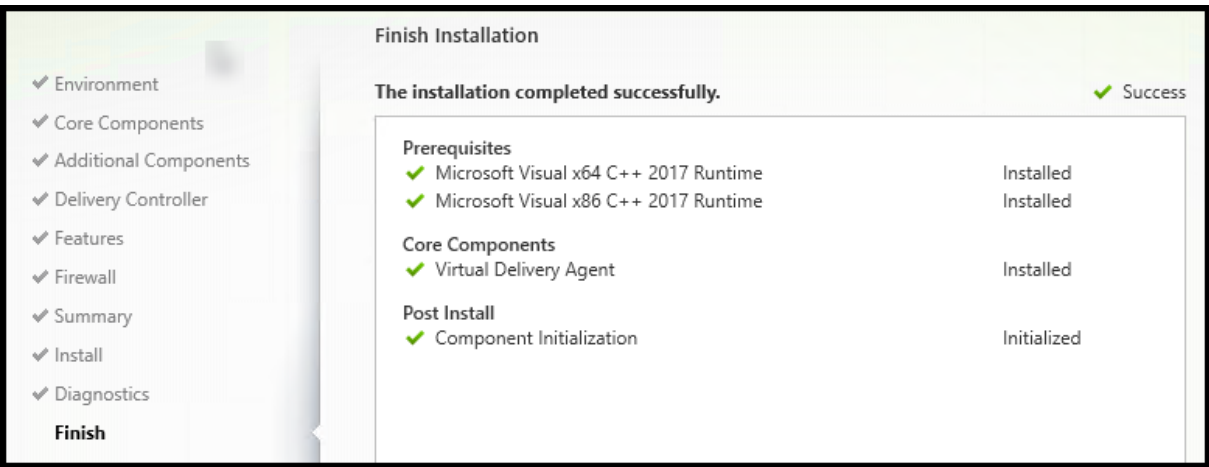 Finish Installation
Environment
Core Components
Additional Components
Delivery Controller
Features
Firewall
Summary
Install
Diagnostics
Finish
The installation completed successfully. Success
Prerequisites
Microsoft Visual x64 C++ 2017 Runtime Installed
Microsoft Visual x86 C++ 2017 Runtime Installed
Core Components
Virtual Delivery Agent Installed
Post Install
Component Initialization Initialized